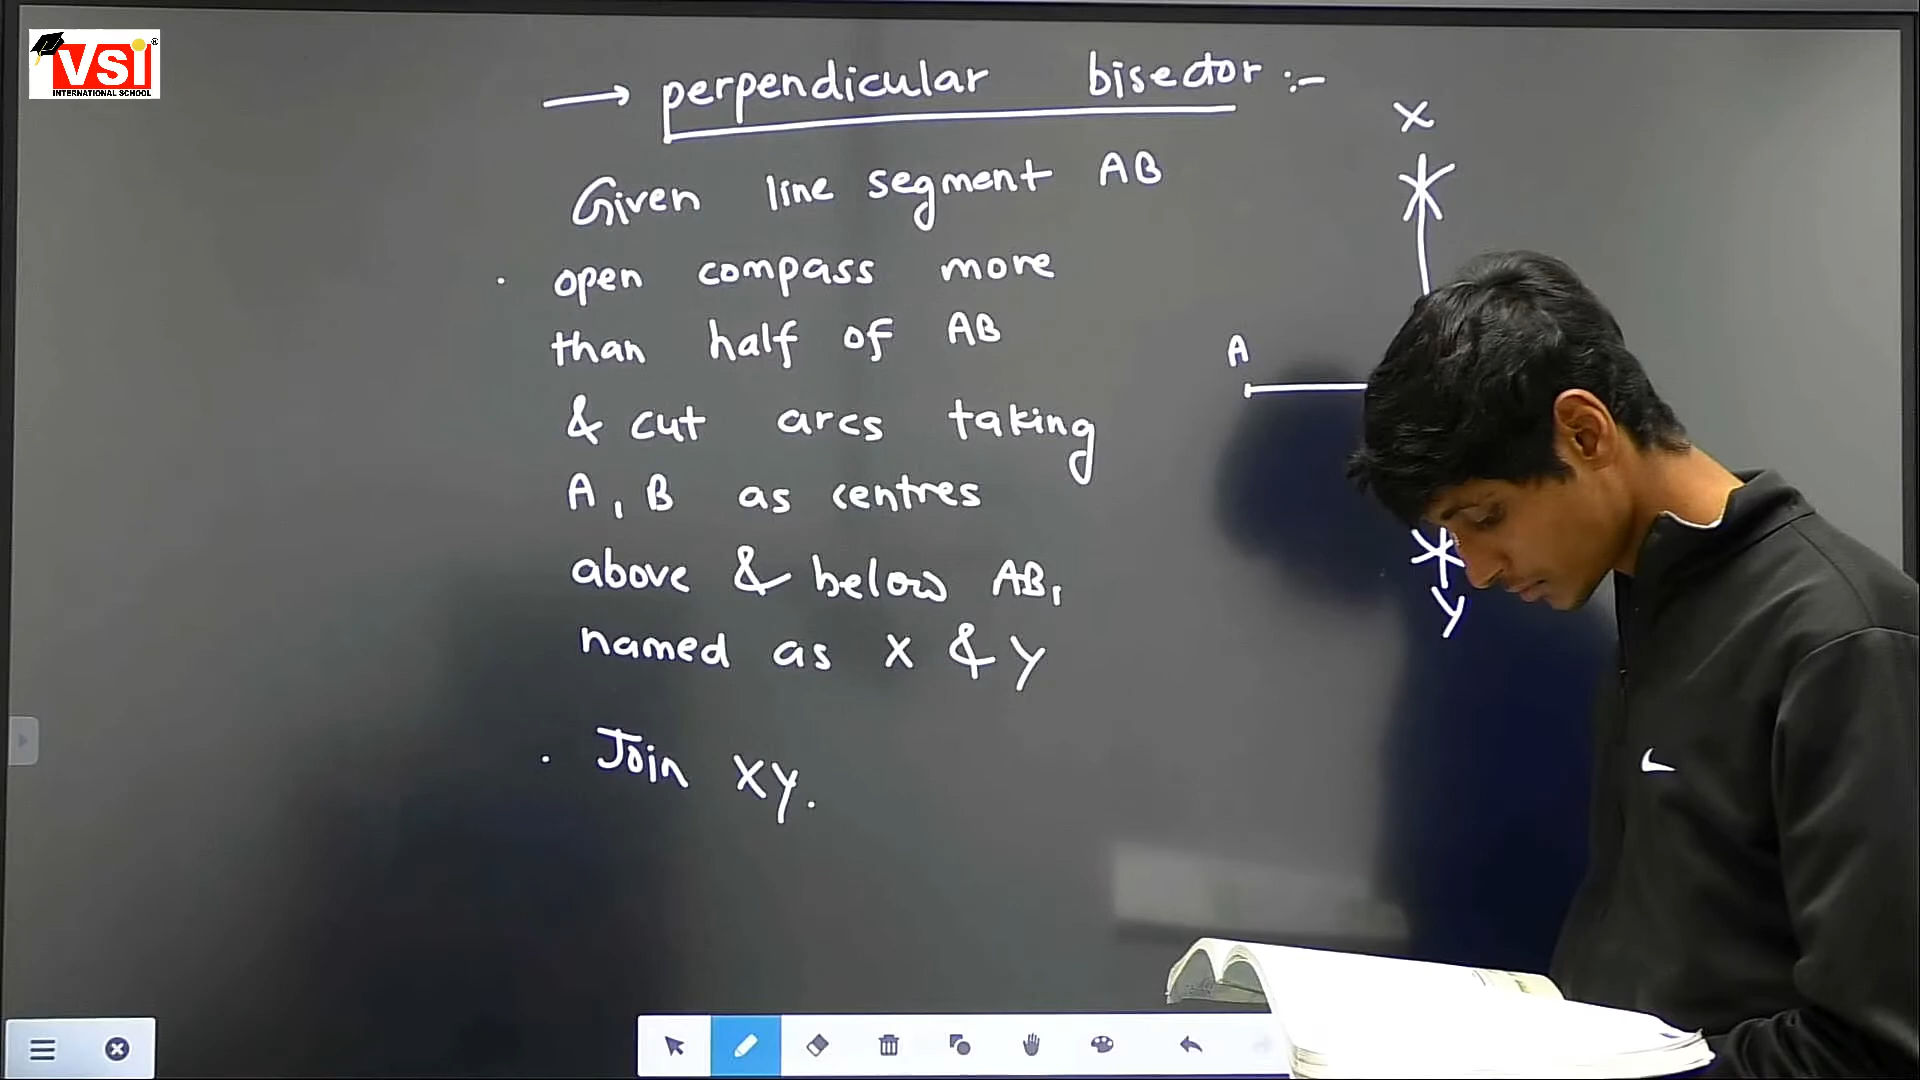 VSI
INTERNATIONAL SCHOOL
→ perpendicular bisector :-
Given line segment AB
. open compass more
than half of AB
& cut arcs taking
A, B as centres
above & below AB,
named as X & Y
. Join XY.
X
A
Y